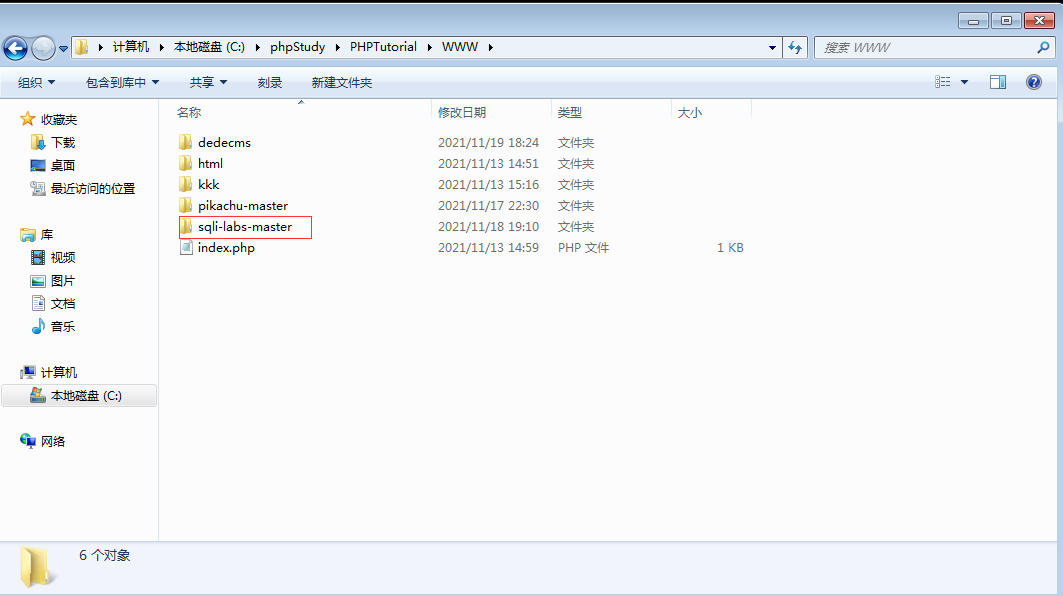 计算机 本地磁盘 (C:) phpStudy PHPTutorial WWW 搜索 WWW
组织 包含到库中 共享 刻录 新建文件夹
名称 修改日期 类型 大小
收藏夹
下载
桌面
最近访问的位置
库
视频
图片
文档
音乐
计算机
本地磁盘 (C:)
网络
dedecms 2021/11/19 18:24 文件夹
html 2021/11/13 14:51 文件夹
kkk 2021/11/13 15:16 文件夹
pikachu-master 2021/11/17 22:30 文件夹
sqli-labs-master 2021/11/18 19:10 文件夹
index.php 2021/11/13 14:59 PHP 文件 1 KB
6 个对象